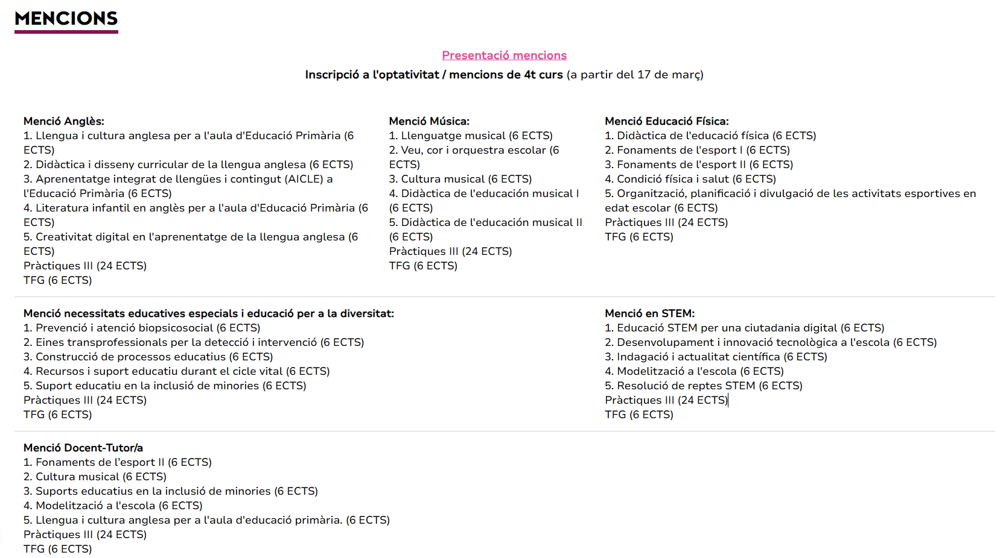 MENCIONS
Presentació mencions
Inscripció a l'optativitat / mencions de 4t curs (a partir del 17 de març)
Menció Anglès:
1. Llengua i cultura anglesa per a l'aula d'Educació Primària (6
ECTS)
2. Didàctica i disseny curricular de la llengua anglesa (6 ECTS)
3. Aprenentatge integrat de llengües i contingut (AICLE) a
l'Educació Primària (6 ECTS)
4. Literatura infantil en anglès per a l'aula d'Educació Primària (6
ECTS)
5. Creativitat digital en l'aprenentatge de la llengua anglesa (6
ECTS)
Pràctiques III (24 ECTS)
TFG (6 ECTS)
Menció Música:
1. Llenguatge musical (6 ECTS)
2. Veu, cor i orquestra escolar (6
ECTS)
3. Cultura musical (6 ECTS)
4. Didàctica de l'educación musical I
(6 ECTS)
5. Didàctica de l'educación musical II
(6 ECTS)
Pràctiques III (24 ECTS)
TFG (6 ECTS)
Menció Educació Física:
1. Didàctica de l'educació física (6 ECTS)
2. Fonaments de l'esport I (6 ECTS)
3. Fonaments de l'esport II (6 ECTS)
4. Condició física i salut (6 ECTS)
5. Organització, planificació i divulgació de les activitats esportives en
edat escolar (6 ECTS)
Pràctiques III (24 ECTS)
TFG (6 ECTS)
Menció necessitats educatives especials i educació per a la diversitat:
1. Prevenció i atenció biopsicosocial (6 ECTS)
2. Eines transprofessionals per la detecció i intervenció (6 ECTS)
3. Construcció de processos educatius (6 ECTS)
4. Recursos i suport educatiu durant el cicle vital (6 ECTS)
5. Suport educatiu en la inclusió de minories (6 ECTS)
Pràctiques III (24 ECTS)
TFG (6 ECTS)
Menció en STEM:
1. Educació STEM per una ciutadania digital (6 ECTS)
2. Desenvolupament i innovació tecnològica a l'escola (6 ECTS)
3. Indagació i actualitat científica (6 ECTS)
4. Modelització a l'escola (6 ECTS)
5. Resolució de reptes STEM (6 ECTS)
Pràctiques III (24 ECTS)
TFG (6 ECTS)
Menció Docent-Tutor/a
1. Fonaments de l’esport II (6 ECTS)
2. Cultura musical (6 ECTS)
3. Suports educatius en la inclusió de minories (6 ECTS)
4. Modelització a l'escola (6 ECTS)
5. Llengua i cultura anglesa per a l'aula d'educació primària. (6 ECTS)
Pràctiques III (24 ECTS)
TFG (6 ECTS)